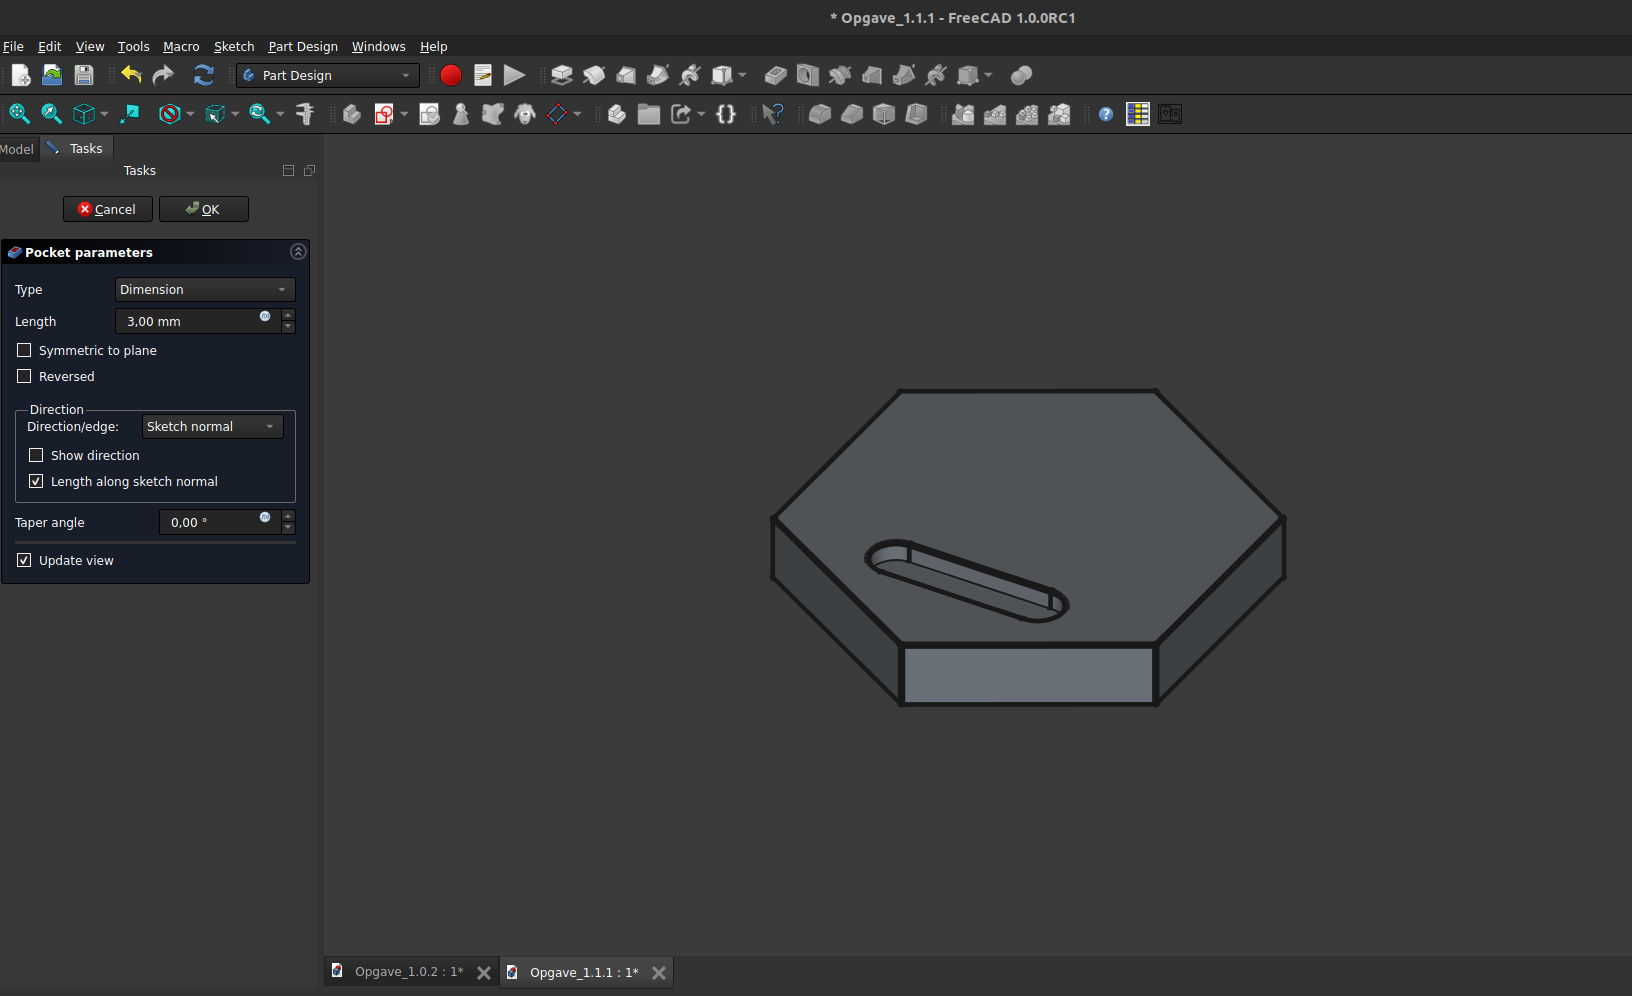 * Opgave_1.1.1 - FreeCAD 1.0.0RC1
File Edit View Tools Macro Sketch Part Design Windows Help
Part Design
Model Tasks
Tasks
Cancel OK
Pocket parameters
Type Dimension
Length 3,00 mm
Symmetric to plane
Reversed
Direction
Direction/edge: Sketch normal
Show direction
Length along sketch normal
Taper angle 0,00 °
Update view
Opgave_1.0.2 : 1* Opgave_1.1.1 : 1*